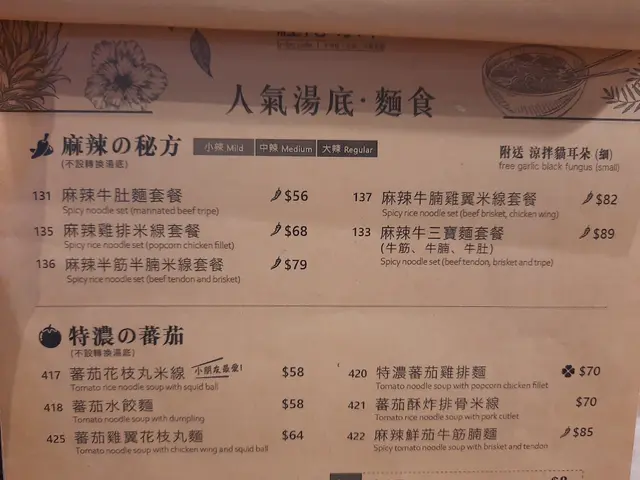 人氣湯底·麵食
麻辣の秘方 小辣 Mild 中辣 Medium 大辣 Regular
(不設轉換湯底)
附送 涼拌貓耳朵 (細)
free gerlic black fungus (small)
131 麻辣牛肚麵套餐 $56
Spicy noodle set (marinated beef tripe)
135 麻辣雞排米線套餐 $68
Spicy rice noodle set (popcorn chicken fillet)
136 麻辣半筋半腩米線套餐 $79
Spicy rice noodle set (beef tendon and brisket)
137 麻辣牛腩雞翼米線套餐 $82
Spicy rice noodle set (beef brisket, chicken wing)
133 麻辣牛三寶麵套餐 $89
(牛筋、牛腩、牛肚)
Spicy noodle set (beef tendon, brisket and tripe)
特濃の蕃茄
(不設轉換湯底)
417 蕃茄花枝丸米線 小朋友最愛! $58
Tomato rice noodle soup with squid ball
418 蕃茄水餃麵 $58
Tomato noodle soup with dumpling
425 蕃茄雞翼花枝丸麵 $64
Tomato noodle soup with chicken wing and squid ball
420 特濃蕃茄雞排麵 $70
Tomato noodle soup with popcorn chicken fillet
421 蕃茄酥炸排骨米線 $70
Tomato rice noodle soup with pork cutlet
422 麻辣鮮茄牛筋腩麵 $85
Spicy tomato noodle soup with brisket and tendon